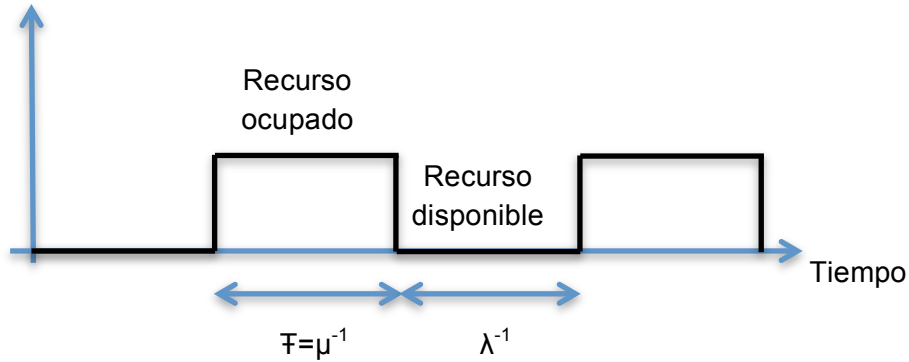 Recurso
ocupado
Recurso
disponible
Tiempo
Ŧ=μ⁻¹
λ⁻¹